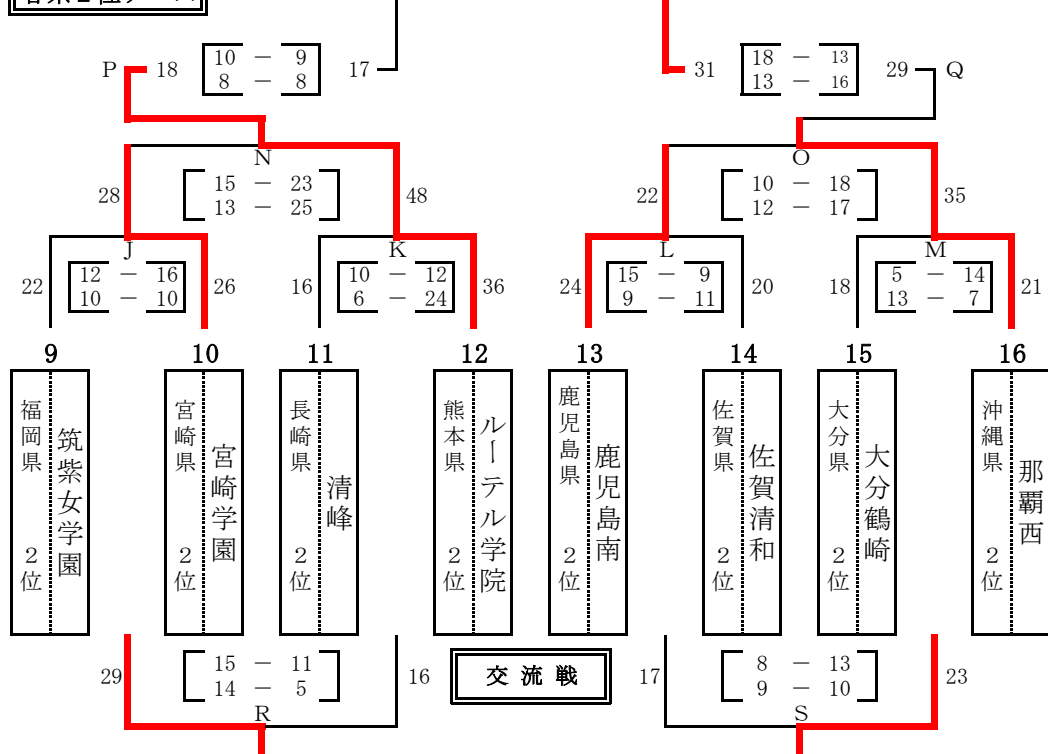 P 18 10 － 9 17 31 18 － 13 29 Q
8 － 8 13 － 16
N O
28 15 － 23 48 22 10 － 18 35
13 － 25 12 － 17
J K L M
22 12 － 16 26 16 10 － 12 36 24 15 － 9 20 18 5 － 14 21
10 － 10 6 － 24 9 － 11 13 － 7
9 10 11 12 13 14 15 16
福岡県 2位
筑紫女学園
宮崎県 2位
宮崎学園
長崎県 2位
清峰
熊本県 2位
ルーテル学院
鹿児島県 2位
鹿児島南
佐賀県 2位
佐賀清和
大分県 2位
大分鶴崎
沖縄県 2位
那覇西
29 15 － 11 16 交流戦 17 8 － 13 23
14 － 5 9 － 10
R S